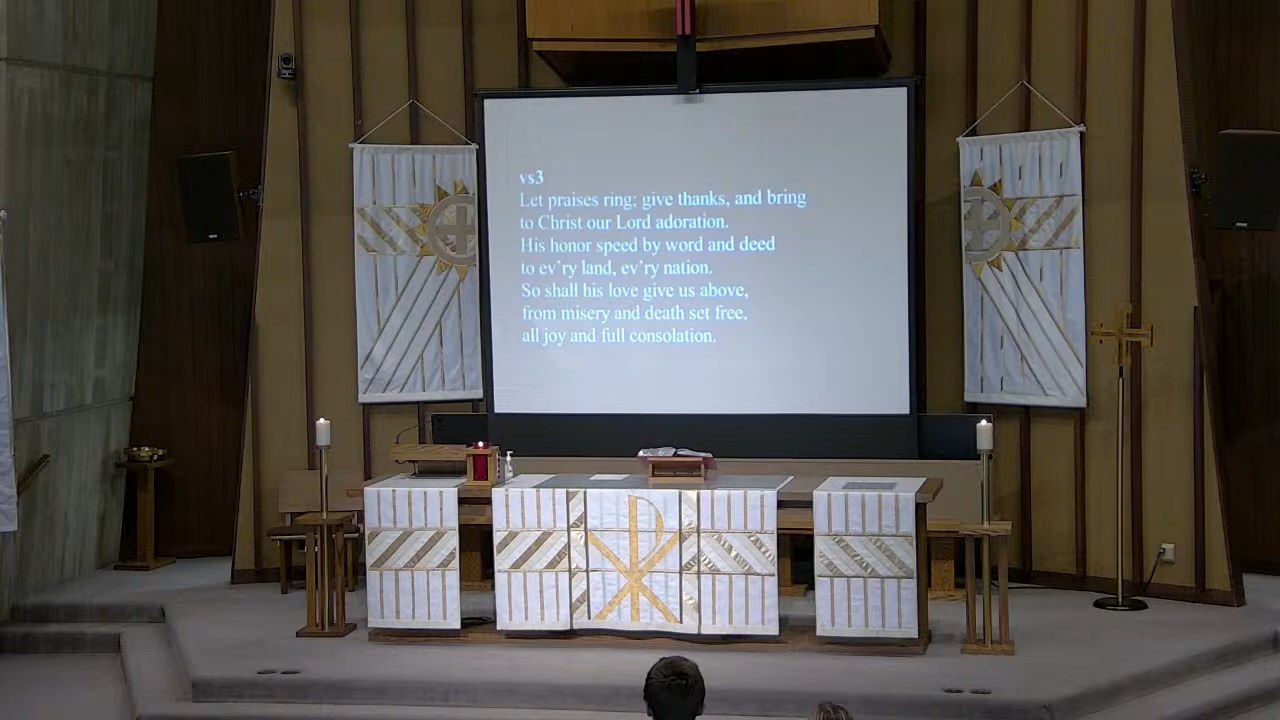 vs3
Let praises ring; give thanks, and bring
to Christ our Lord adoration.
His honor speed by word and deed
to ev'ry land, ev'ry nation.
So shall his love give us above,
from misery and death set free,
all joy and full consolation.